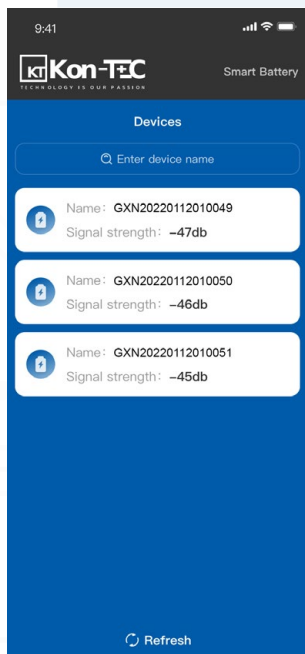 9:41
KT Kon-TEC
TECHNOLOGY IS OUR PASSION
Smart Battery
Devices
Enter device name
Name: GXN20220112010049
Signal strength: -47db
Name: GXN20220112010050
Signal strength: -46db
Name: GXN20220112010051
Signal strength: -45db
Refresh